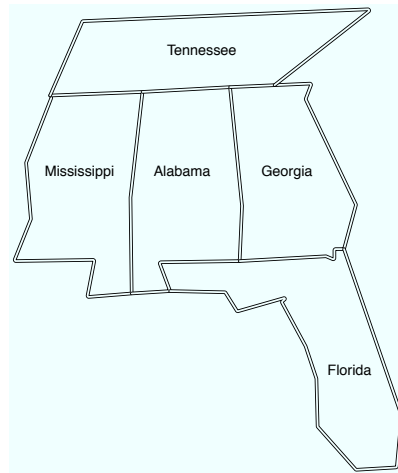 Tennessee
Mississippi
Alabama
Georgia
Florida